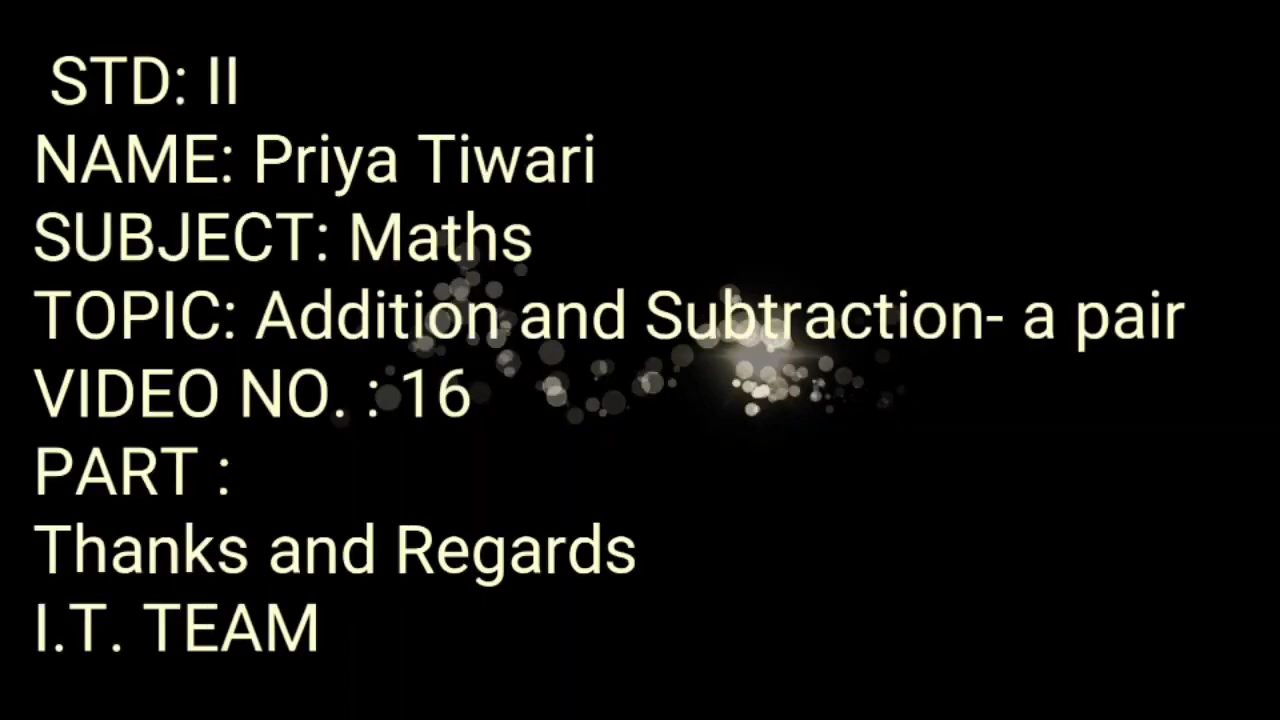 STD: II
NAME: Priya Tiwari
SUBJECT: Maths
TOPIC: Addition and Subtraction- a pair
VIDEO NO. : 16
PART :
Thanks and Regards
I.T. TEAM